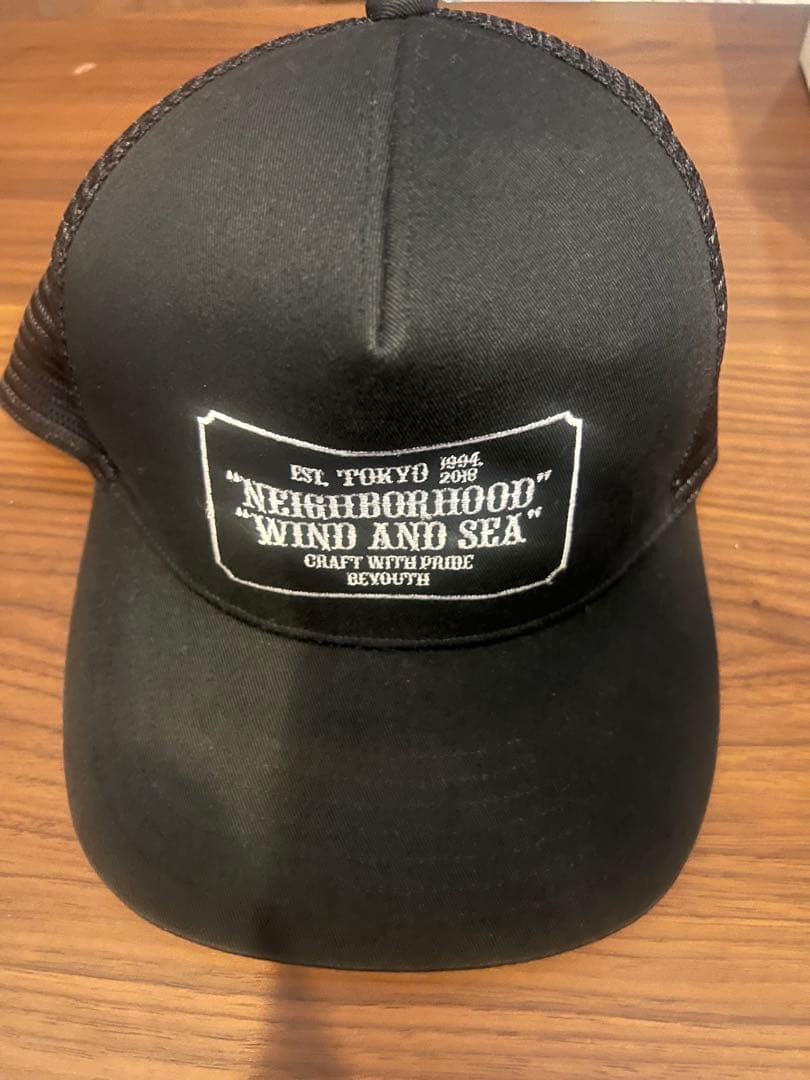 EST. TOKYO 1994. 2018
"NEIGHBORHOOD"
"WIND AND SEA"
CRAFT WITH PRIDE
BEYOUTH